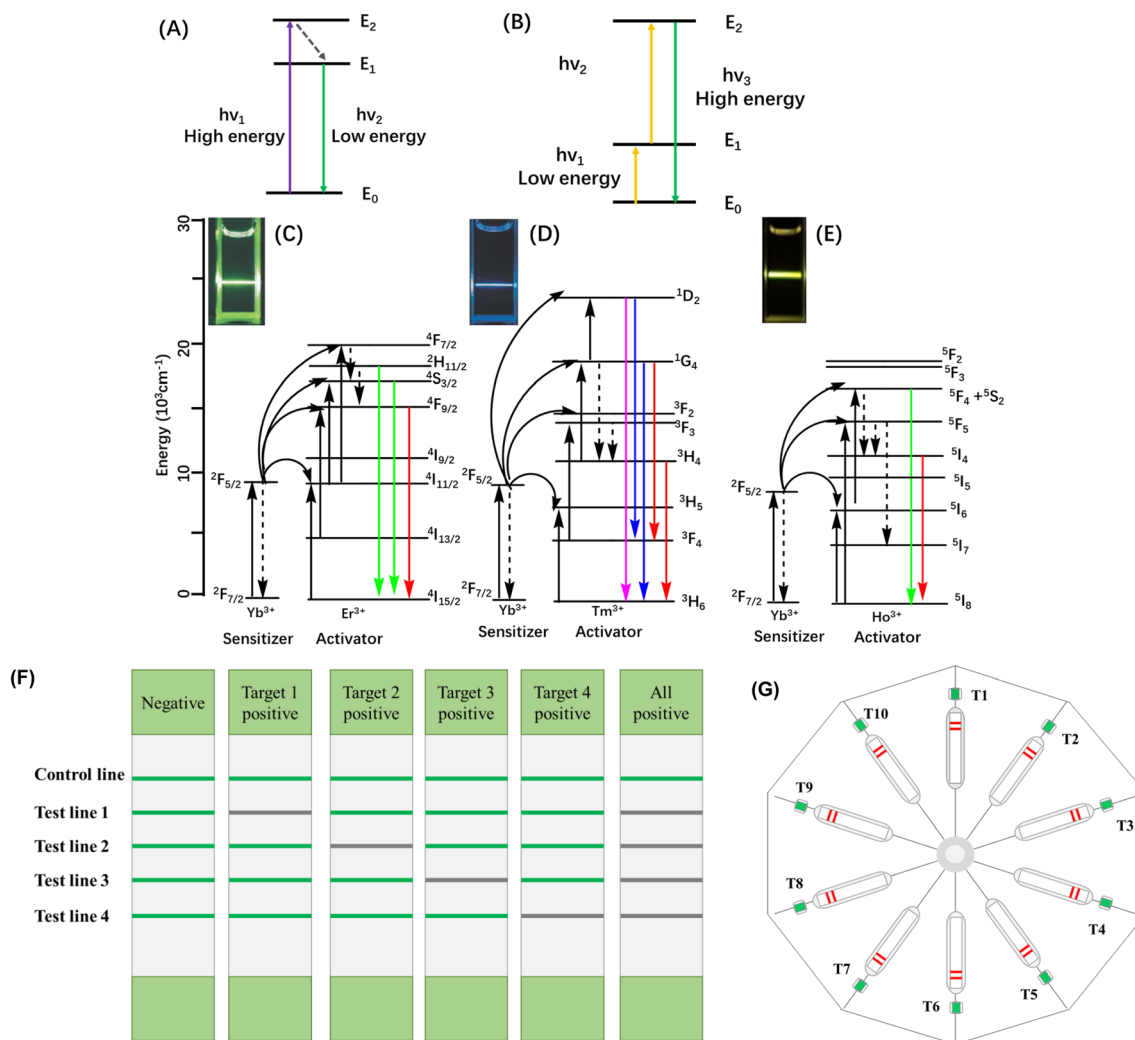 (A)
E₂
E₁
hv₁
High energy
hv₂
Low energy
E₀
(B)
E₂
hv₂
hv₃
High energy
E₁
hv₁
Low energy
E₀
Energy (10³cm⁻¹)
30
20
10
0
(C)
⁴F₇/₂
²H₁₁/₂
⁴S₃/₂
⁴F₉/₂
⁴I₉/₂
²F₅/₂
⁴I₁₁/₂
⁴I₁₃/₂
²F₇/₂
⁴I₁₅/₂
Yb³⁺
Er³⁺
Sensitizer
Activator
(D)
¹D₂
¹G₄
³F₂
³F₃
³H₄
²F₅/₂
³H₅
³F₄
²F₇/₂
³H₆
Yb³⁺
Tm³⁺
Sensitizer
Activator
(E)
⁵F₂
⁵F₃
⁵F₄ +⁵S₂
⁵F₅
⁵I₄
⁵I₅
²F₅/₂
⁵I₆
⁵I₇
²F₇/₂
⁵I₈
Yb³⁺
Ho³⁺
Sensitizer
Activator
(F)
Negative
Target 1
positive
Target 2
positive
Target 3
positive
Target 4
positive
All
positive
Control line
Test line 1
Test line 2
Test line 3
Test line 4
(G)
T1
T2
T3
T4
T5
T6
T7
T8
T9
T10